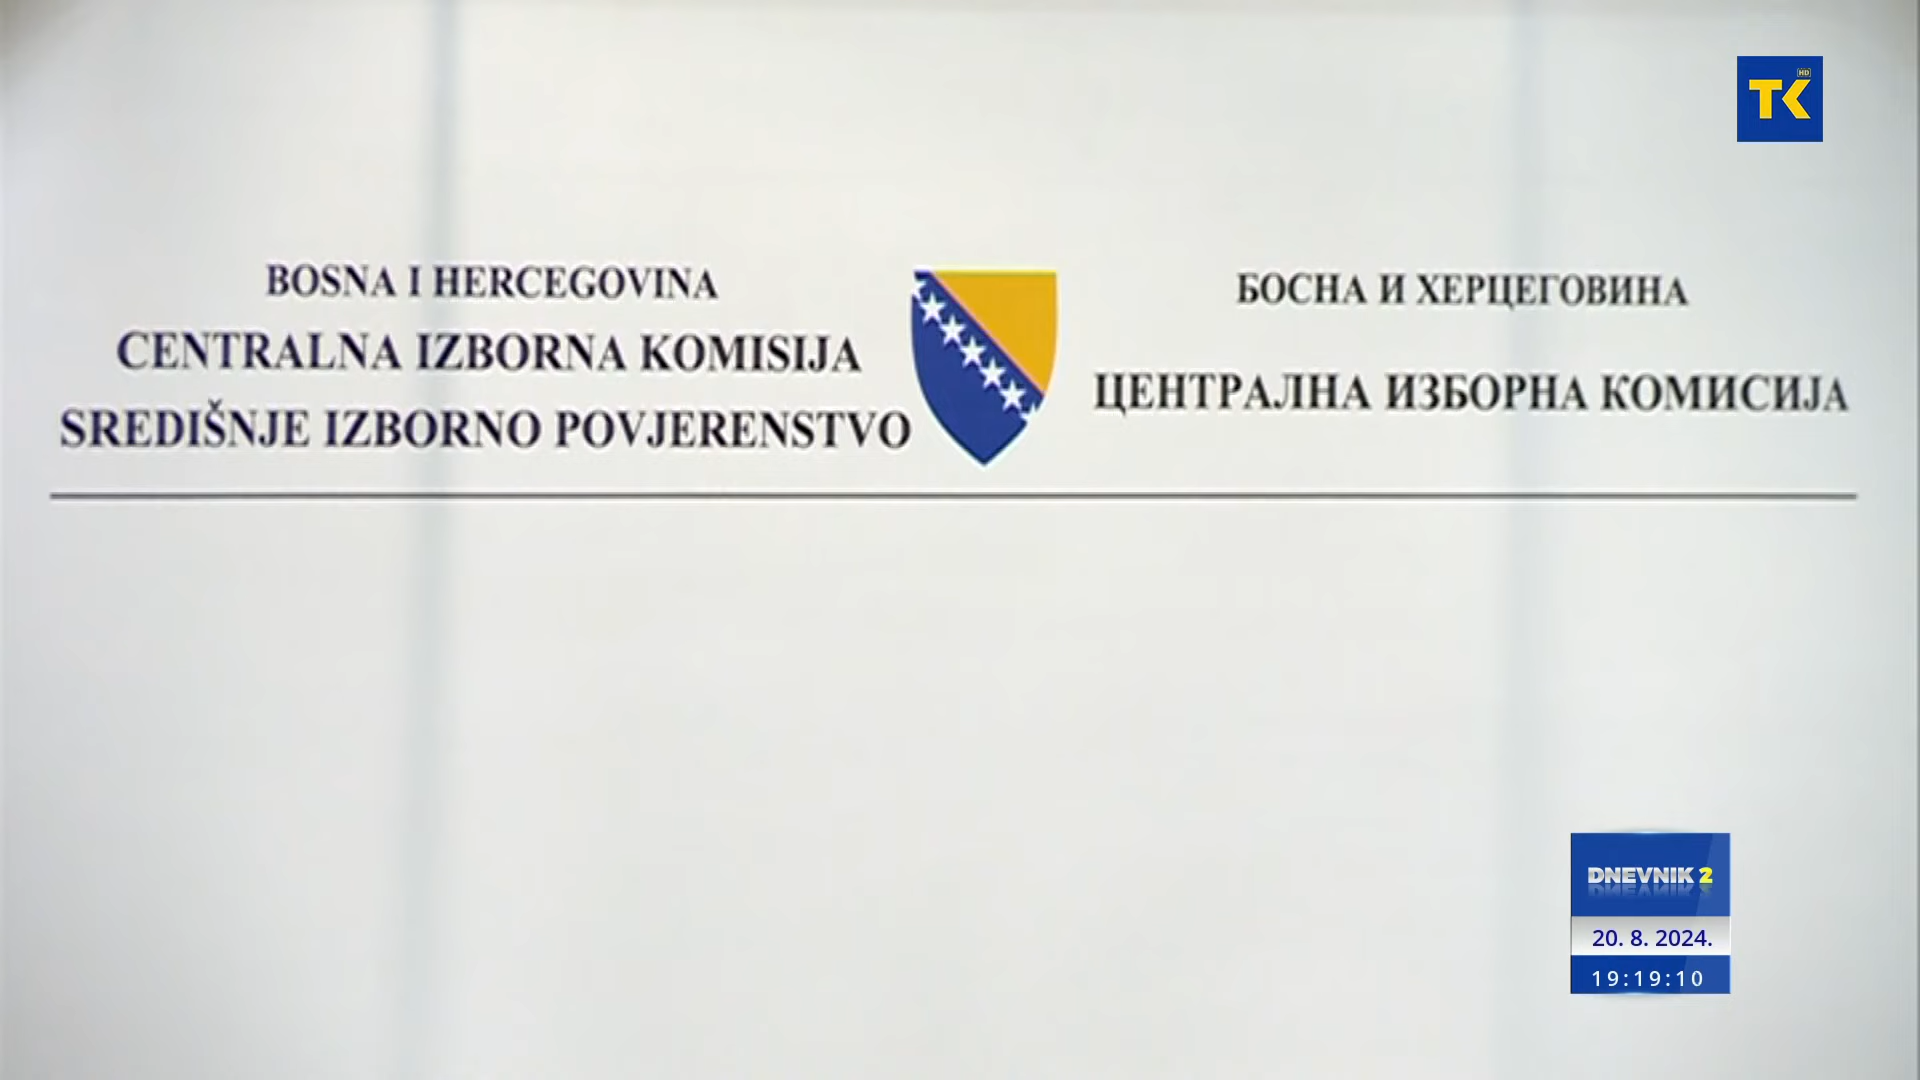 TK HD
BOSNA I HERCEGOVINA
CENTRALNA IZBORNA KOMISIJA
SREDIŠNJE IZBORNO POVJERENSTVO
БОСНА И ХЕРЦЕГОВИНА
ЦЕНТРАЛНА ИЗБОРНА КОМИСИЈА
DNEVNIK 2
20. 8. 2024.
19:19:10